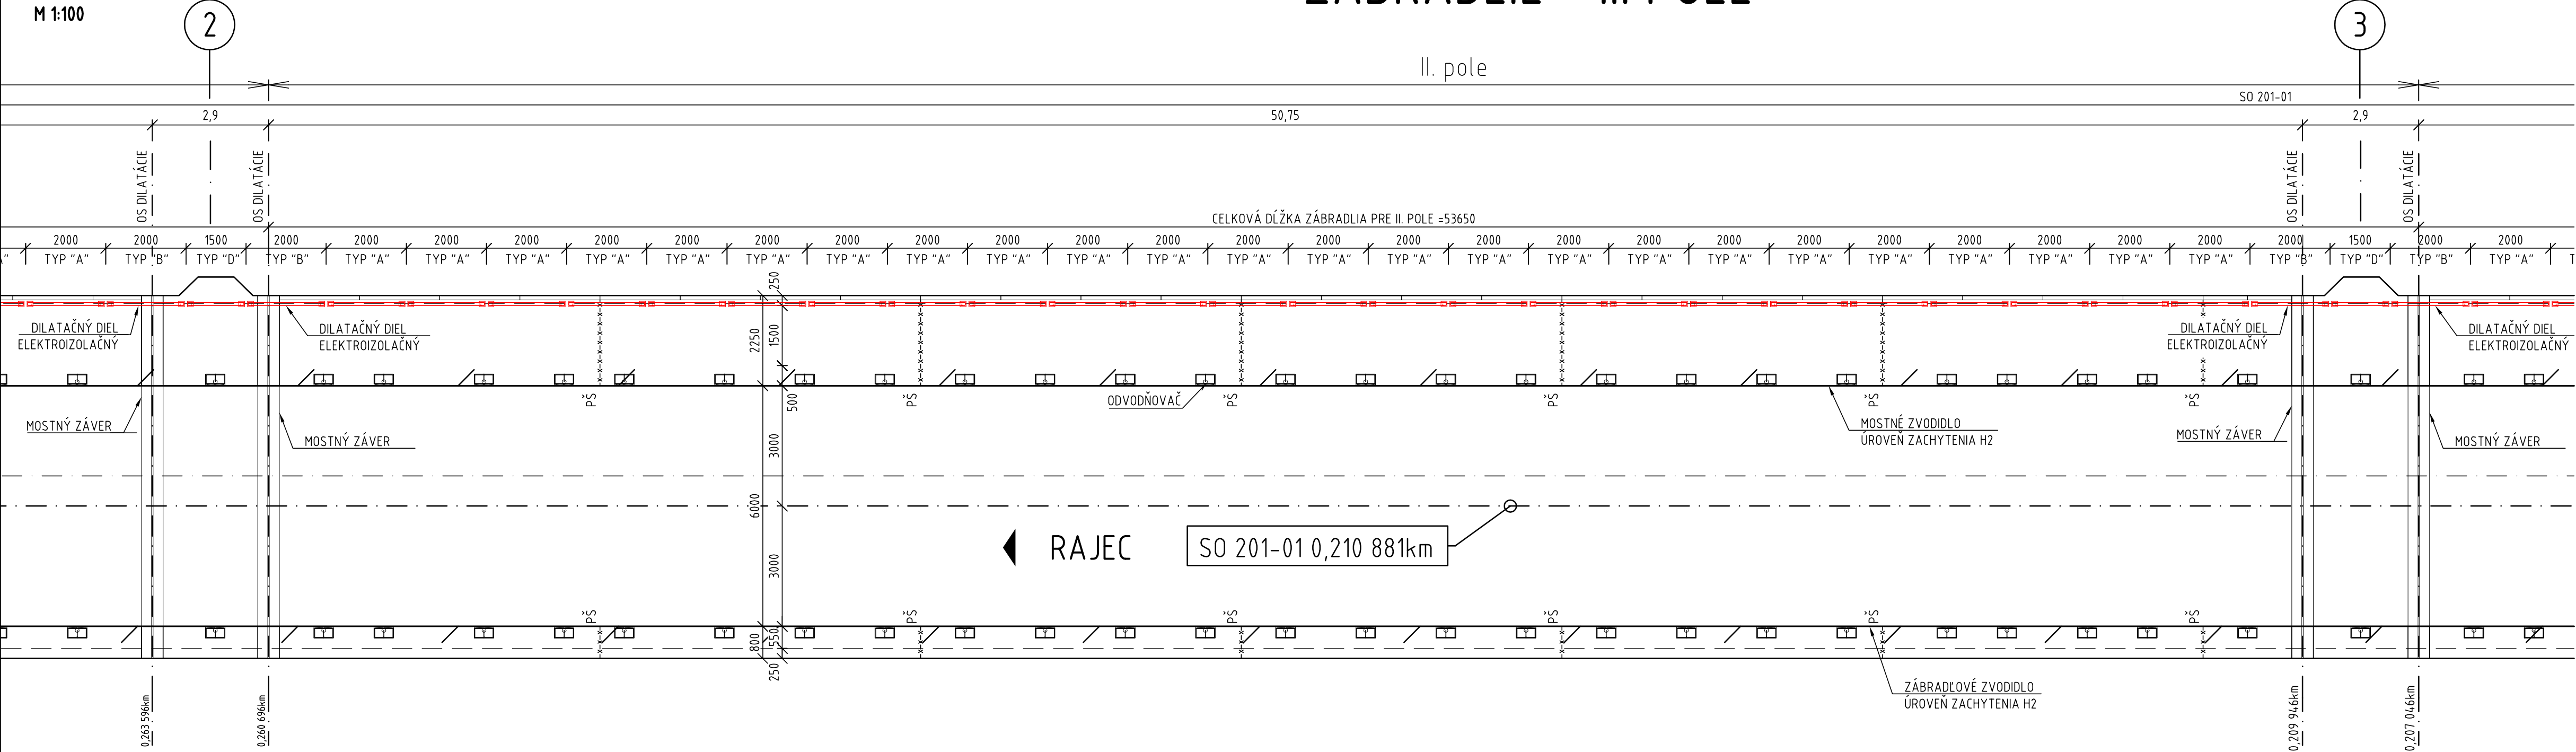 M 1:100
2
3
II. pole
SO 201-01
2,9
50,75
2,9
OS DILATÁCIE
OS DILATÁCIE
OS DILATÁCIE
OS DILATÁCIE
CELKOVÁ DĹŽKA ZÁBRADLIA PRE II. POLE =53650
2000 2000 1500 2000 2000 2000 2000 2000 2000 2000 2000 2000 2000 2000 2000 2000 2000 2000 2000 2000 2000 2000 2000 2000 2000 2000 2000 2000 2000 1500 2000 2000
TYP "A" TYP "B" TYP "D" TYP "B" TYP "A" TYP "A" TYP "A" TYP "A" TYP "A" TYP "A" TYP "A" TYP "A" TYP "A" TYP "A" TYP "A" TYP "A" TYP "A" TYP "A" TYP "A" TYP "A" TYP "A" TYP "A" TYP "A" TYP "A" TYP "A" TYP "A" TYP "A" TYP "A" TYP "B" TYP "D" TYP "B" TYP "A"
250
2250
1500
DILATAČNÝ DIEL
ELEKTROIZOLAČNÝ
DILATAČNÝ DIEL
ELEKTROIZOLAČNÝ
DILATAČNÝ DIEL
ELEKTROIZOLAČNÝ
DILATAČNÝ DIEL
ELEKTROIZOLAČNÝ
PŠ PŠ PŠ PŠ PŠ PŠ
500
ODVODŇOVAČ
MOSTNÝ ZÁVER
MOSTNÝ ZÁVER
MOSTNÉ ZVODIDLO
ÚROVEŇ ZACHYTENIA H2
MOSTNÝ ZÁVER
MOSTNÝ ZÁVER
3000
6000
3000
RAJEC
SO 201-01 0,210 881km
PŠ PŠ PŠ PŠ PŠ PŠ
800
550
250
ZÁBRADĽOVÉ ZVODIDLO
ÚROVEŇ ZACHYTENIA H2
0,263 596km
0,260 696km
0,209 946km
0,207 046km